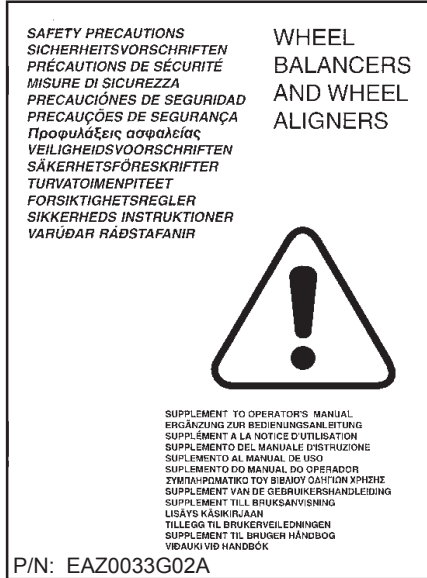 SAFETY PRECAUTIONS
SICHERHEITSVORSCHRIFTEN
PRÉCAUTIONS DE SÉCURITÉ
MISURE DI SICUREZZA
PRECAUCIÓNES DE SEGURIDAD
PRECAUÇÕES DE SEGURANÇA
Προφυλάξεις ασφαλείας
VEILIGHEIDSVOORSCHRIFTEN
SÄKERHETSFÖRESKRIFTER
TURVATOIMENPITEET
FORSIKTIGHETSREGLER
SIKKERHEDS INSTRUKTIONER
VARÚÐAR RÁÐSTAFANIR
WHEEL
BALANCERS
AND WHEEL
ALIGNERS
SUPPLEMENT TO OPERATOR'S MANUAL
ERGÄNZUNG ZUR BEDIENUNGSANLEITUNG
SUPPLÉMENT A LA NOTICE D'UTILISATION
SUPPLEMENTO DEL MANUALE D'ISTRUZIONE
SUPLEMENTO AL MANUAL DE USO
SUPLEMENTO DO MANUAL DO OPERADOR
ΣΥΜΠΛΗΡΩΜΑΤΙΚΟ ΤΟΥ ΒΙΒΛΙΟΥ ΟΔΗΓΙΩΝ ΧΡΗΣΗΣ
SUPPLEMENT VAN DE GEBRUIKERSHANDLEIDING
SUPPLEMENT TILL BRUKSANVISNING
LISÄYS KÄSIKIRJAAN
TILLEGG TIL BRUKERVEILEDNINGEN
SUPPLEMENT TIL BRUGER HÅNDBOG
VIÐAUKI VIÐ HANDBÓK
P/N: EAZ0033G02A